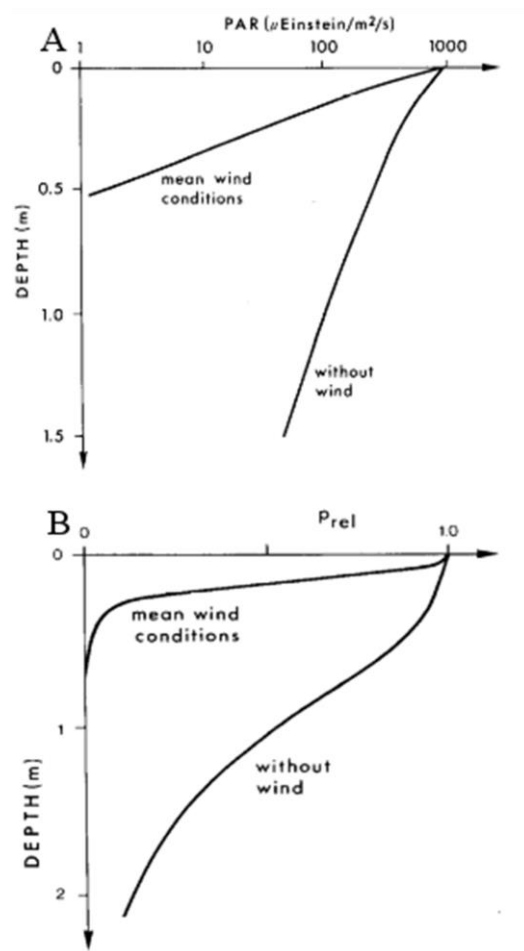 A
PAR (μEinstein/m²/s)
1 10 100 1000
0
0.5
1.0
1.5
DEPTH (m)
mean wind
conditions
without
wind
B
Prel
0 1.0
0
1
2
DEPTH (m)
mean wind
conditions
without
wind